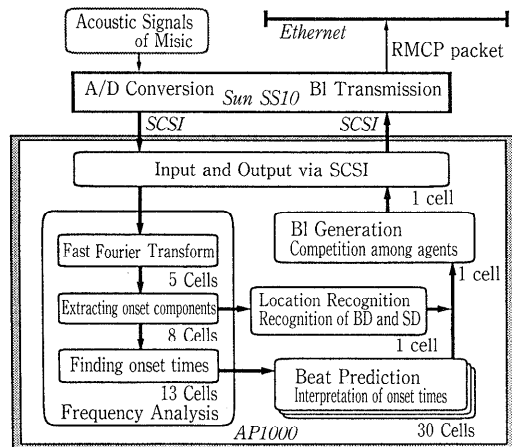 Acoustic Signals
of Misic
Ethernet
RMCP packet
A/D Conversion
Sun SS10
Bl Transmission
SCSI
SCSI
Input and Output via SCSI
1 cell
Bl Generation
Competition among agents
Fast Fourier Transform
1 cell
5 Cells
Extracting onset components
Location Recognition
Recognition of BD and SD
8 Cells
1 cell
Finding onset times
13 Cells
Beat Prediction
Interpretation of onset times
Frequency Analysis
30 Cells
AP1000